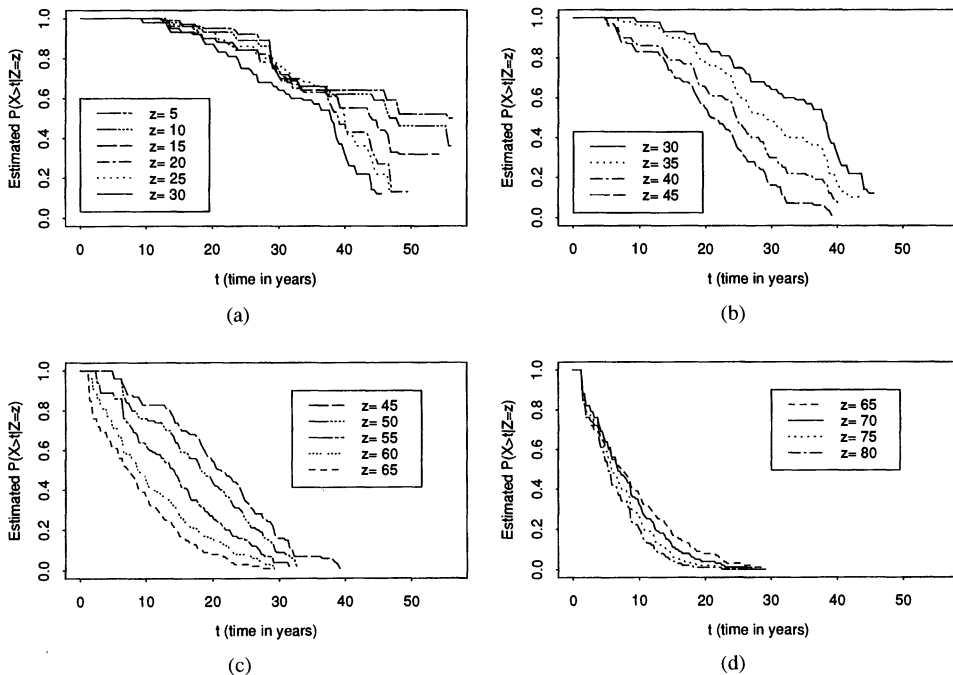 Estimated P(X>t|Z=z)
1.0
0.8
0.6
0.4
0.2
0.0
z= 5
z= 10
z= 15
z= 20
z= 25
z= 30
0 10 20 30 40 50
t (time in years)
(a)
Estimated P(X>t|Z=z)
1.0
0.8
0.6
0.4
0.2
0.0
z= 30
z= 35
z= 40
z= 45
0 10 20 30 40 50
t (time in years)
(b)
Estimated P(X>t|Z=z)
1.0
0.8
0.6
0.4
0.2
0.0
z= 45
z= 50
z= 55
z= 60
z= 65
0 10 20 30 40 50
t (time in years)
(c)
Estimated P(X>t|Z=z)
1.0
0.8
0.6
0.4
0.2
0.0
z= 65
z= 70
z= 75
z= 80
0 10 20 30 40 50
t (time in years)
(d)